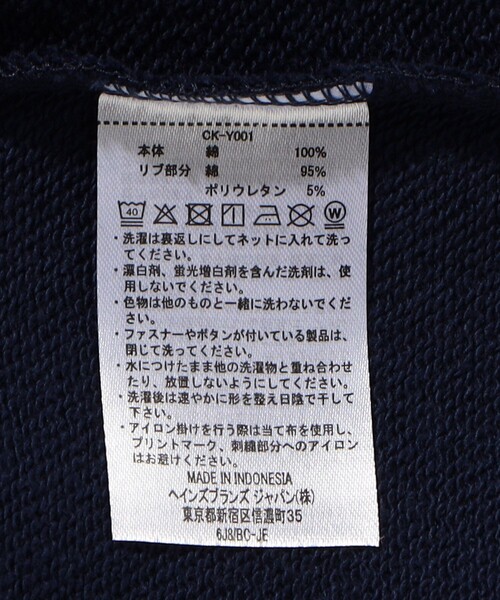 CK-Y001
本体 綿 100%
リブ部分 綿 95%
ポリウレタン 5%
40 W
・洗濯は裏返しにしてネットに入れて洗っ
てください。
・漂白剤、蛍光増白剤を含んだ洗剤は、使
用しないでください。
・色物は他のものと一緒に洗わないでくだ
さい。
・ファスナーやボタンが付いている製品は、
閉じて洗ってください。
・水につけたまま他の洗濯物と重ね合わせ
たり、放置しないようにしてください。
・洗濯後は速やかに形を整え日陰で干して
下さい。
・アイロン掛けを行う際は当て布を使用し、
プリントマーク、刺繍部分へのアイロン
はお避けください。
MADE IN INDONESIA
ヘインズブランズ ジャパン(株)
東京都新宿区信濃町35
6J8/BC-JE